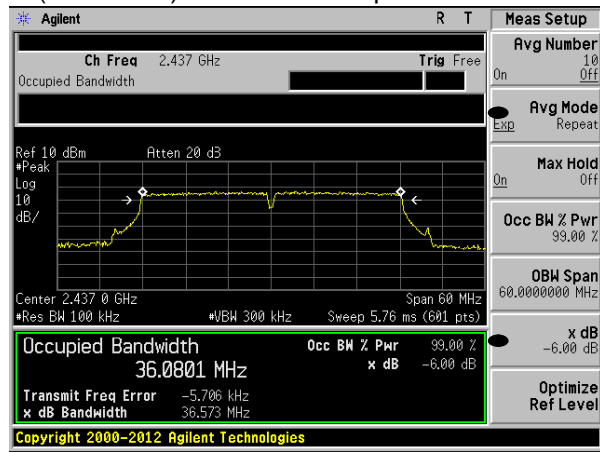 Agilent R T Meas Setup
Ch Freq 2.437 GHz Trig Free
Occupied Bandwidth
Avg Number
10
On Off
Avg Mode
Exp Repeat
Max Hold
On Off
Occ BW % Pwr
99.00 %
OBW Span
60.0000000 MHz
x dB
-6.00 dB
Optimize
Ref Level
Ref 10 dBm Atten 20 dB
#Peak
Log
10
dB/
Center 2.437 0 GHz Span 60 MHz
#Res BW 100 kHz #VBW 300 kHz Sweep 5.76 ms (601 pts)
Occupied Bandwidth Occ BW % Pwr 99.00 %
36.0801 MHz x dB -6.00 dB
Transmit Freq Error -5.706 kHz
x dB Bandwidth 36.573 MHz
Copyright 2000-2012 Agilent Technologies